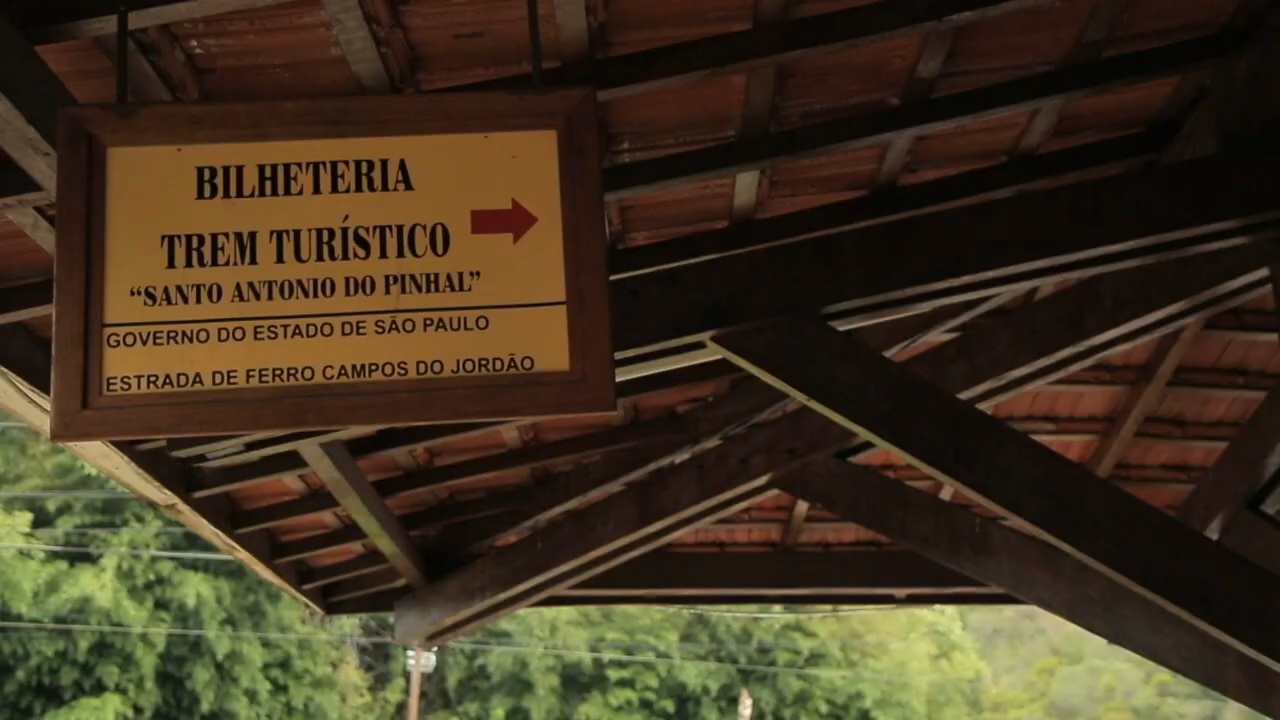 BILHETERIA
TREM TURÍSTICO
“SANTO ANTONIO DO PINHAL”
GOVERNO DO ESTADO DE SÃO PAULO
ESTRADA DE FERRO CAMPOS DO JORDÃO